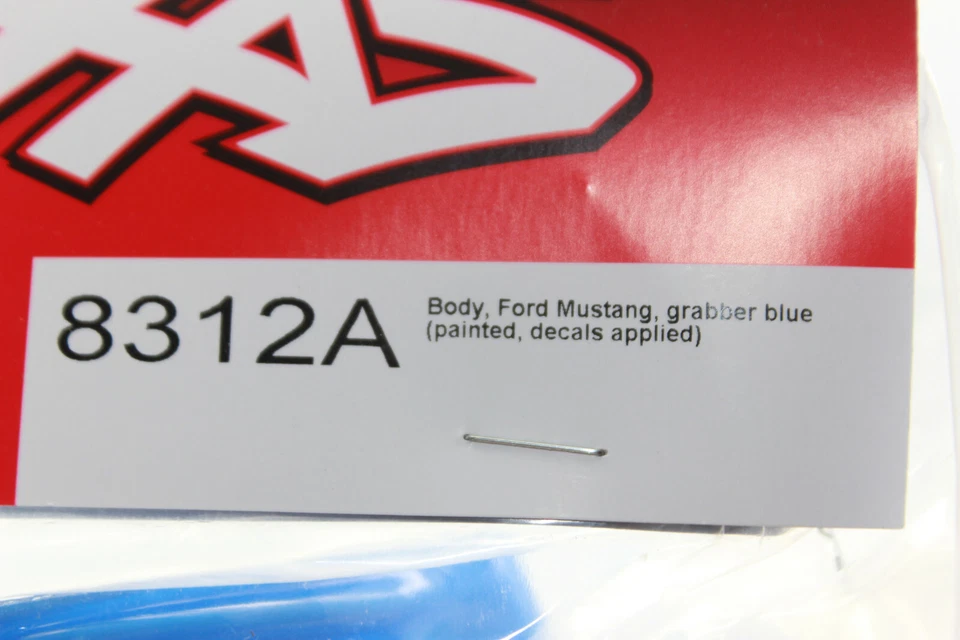 8312A
Body, Ford Mustang, grabber blue
(painted, decals applied)